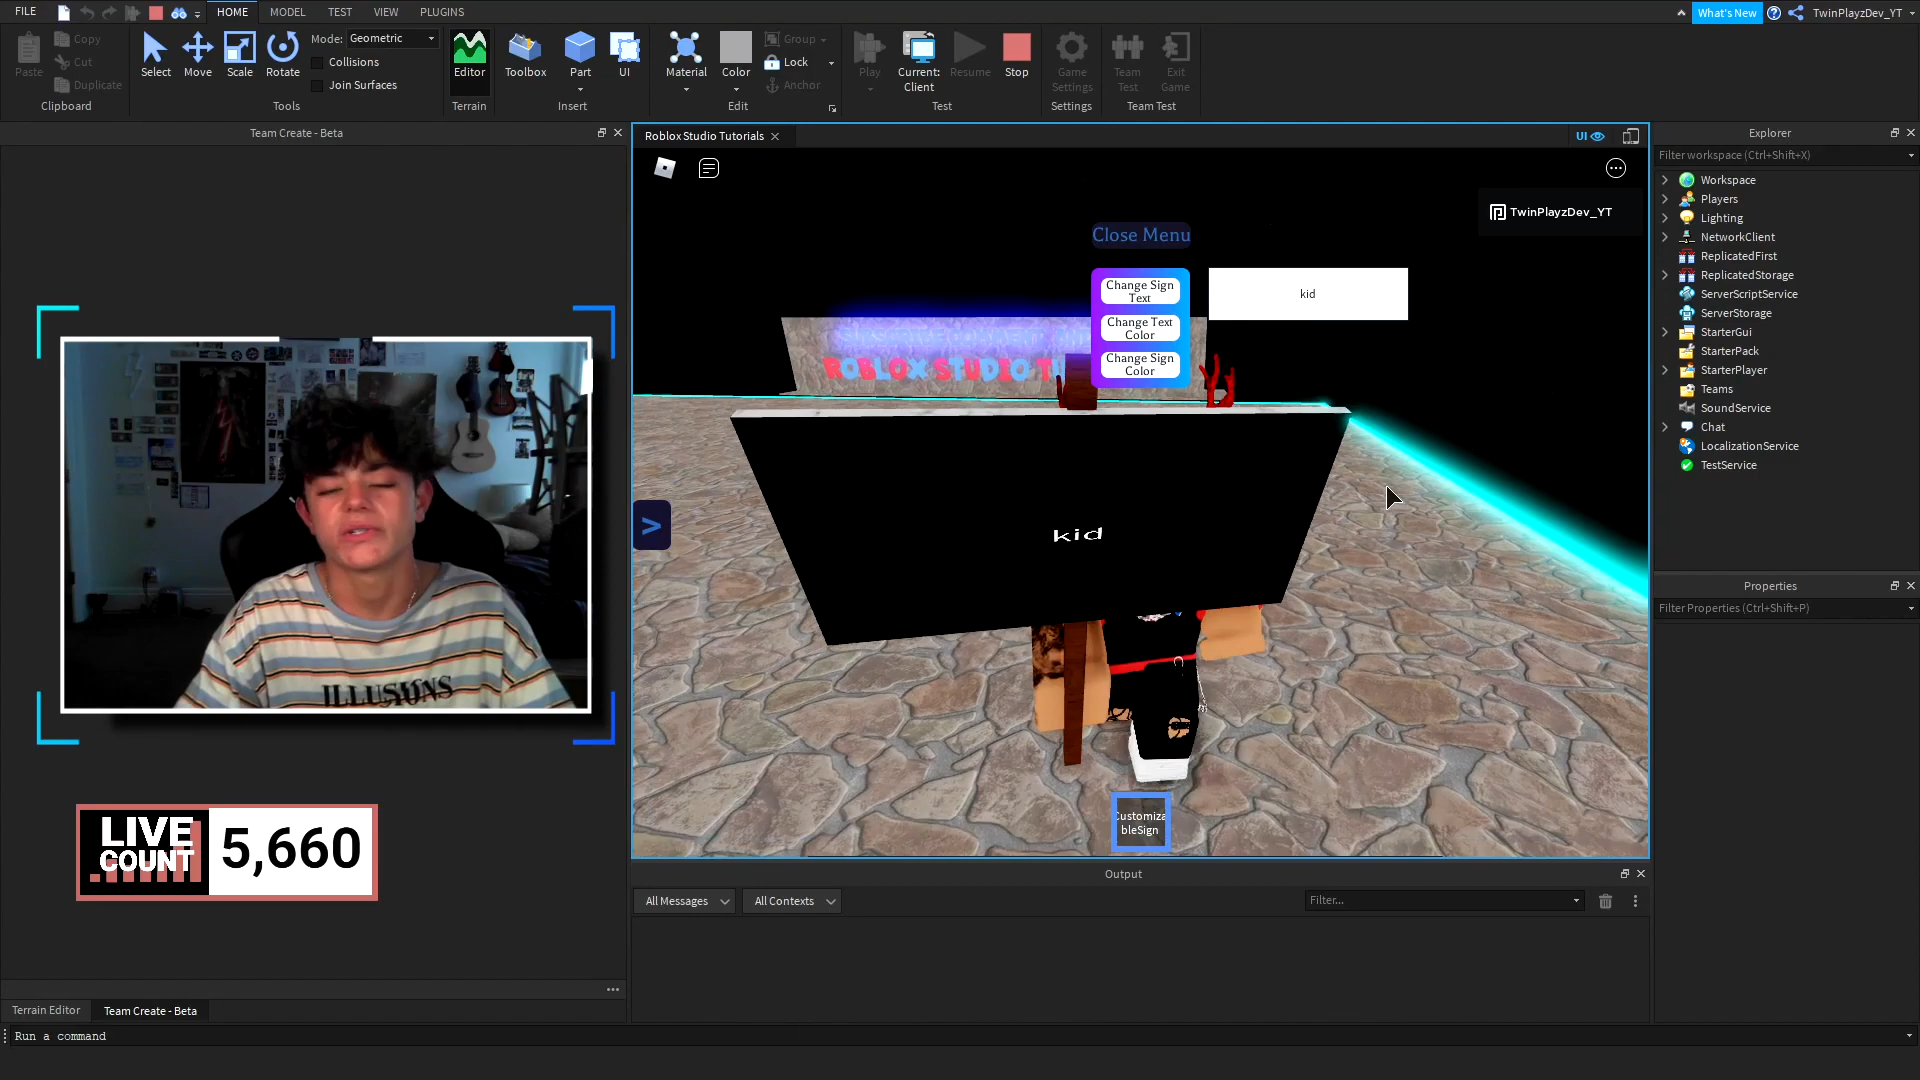 FILE
HOME
MODEL
TEST
VIEW
PLUGINS
What's New
TwinPlayzDev_YT
Paste
Copy
Cut
Duplicate
Clipboard
Select
Move
Scale
Rotate
Mode: Geometric
Collisions
Join Surfaces
Tools
Editor
Terrain
Toolbox
Part
UI
Insert
Material
Color
Group
Lock
Anchor
Edit
Play
Current:
Client
Resume
Stop
Test
Game
Settings
Settings
Team
Test
Exit
Game
Team Test
Team Create - Beta
Roblox Studio Tutorials
UI
TwinPlayzDev_YT
Close Menu
Change Sign
Text
Change Text
Color
Change Sign
Color
kid
ROBLOX STUDIO
kid
>
Customiza
bleSign
ILLUSIONS
LIVE
COUNT
5,660
Explorer
Filter workspace (Ctrl+Shift+X)
Workspace
Players
Lighting
NetworkClient
ReplicatedFirst
ReplicatedStorage
ServerScriptService
ServerStorage
StarterGui
StarterPack
StarterPlayer
Teams
SoundService
Chat
LocalizationService
TestService
Properties
Filter Properties (Ctrl+Shift+P)
Output
All Messages
All Contexts
Filter...
Terrain Editor
Team Create - Beta
Run a command